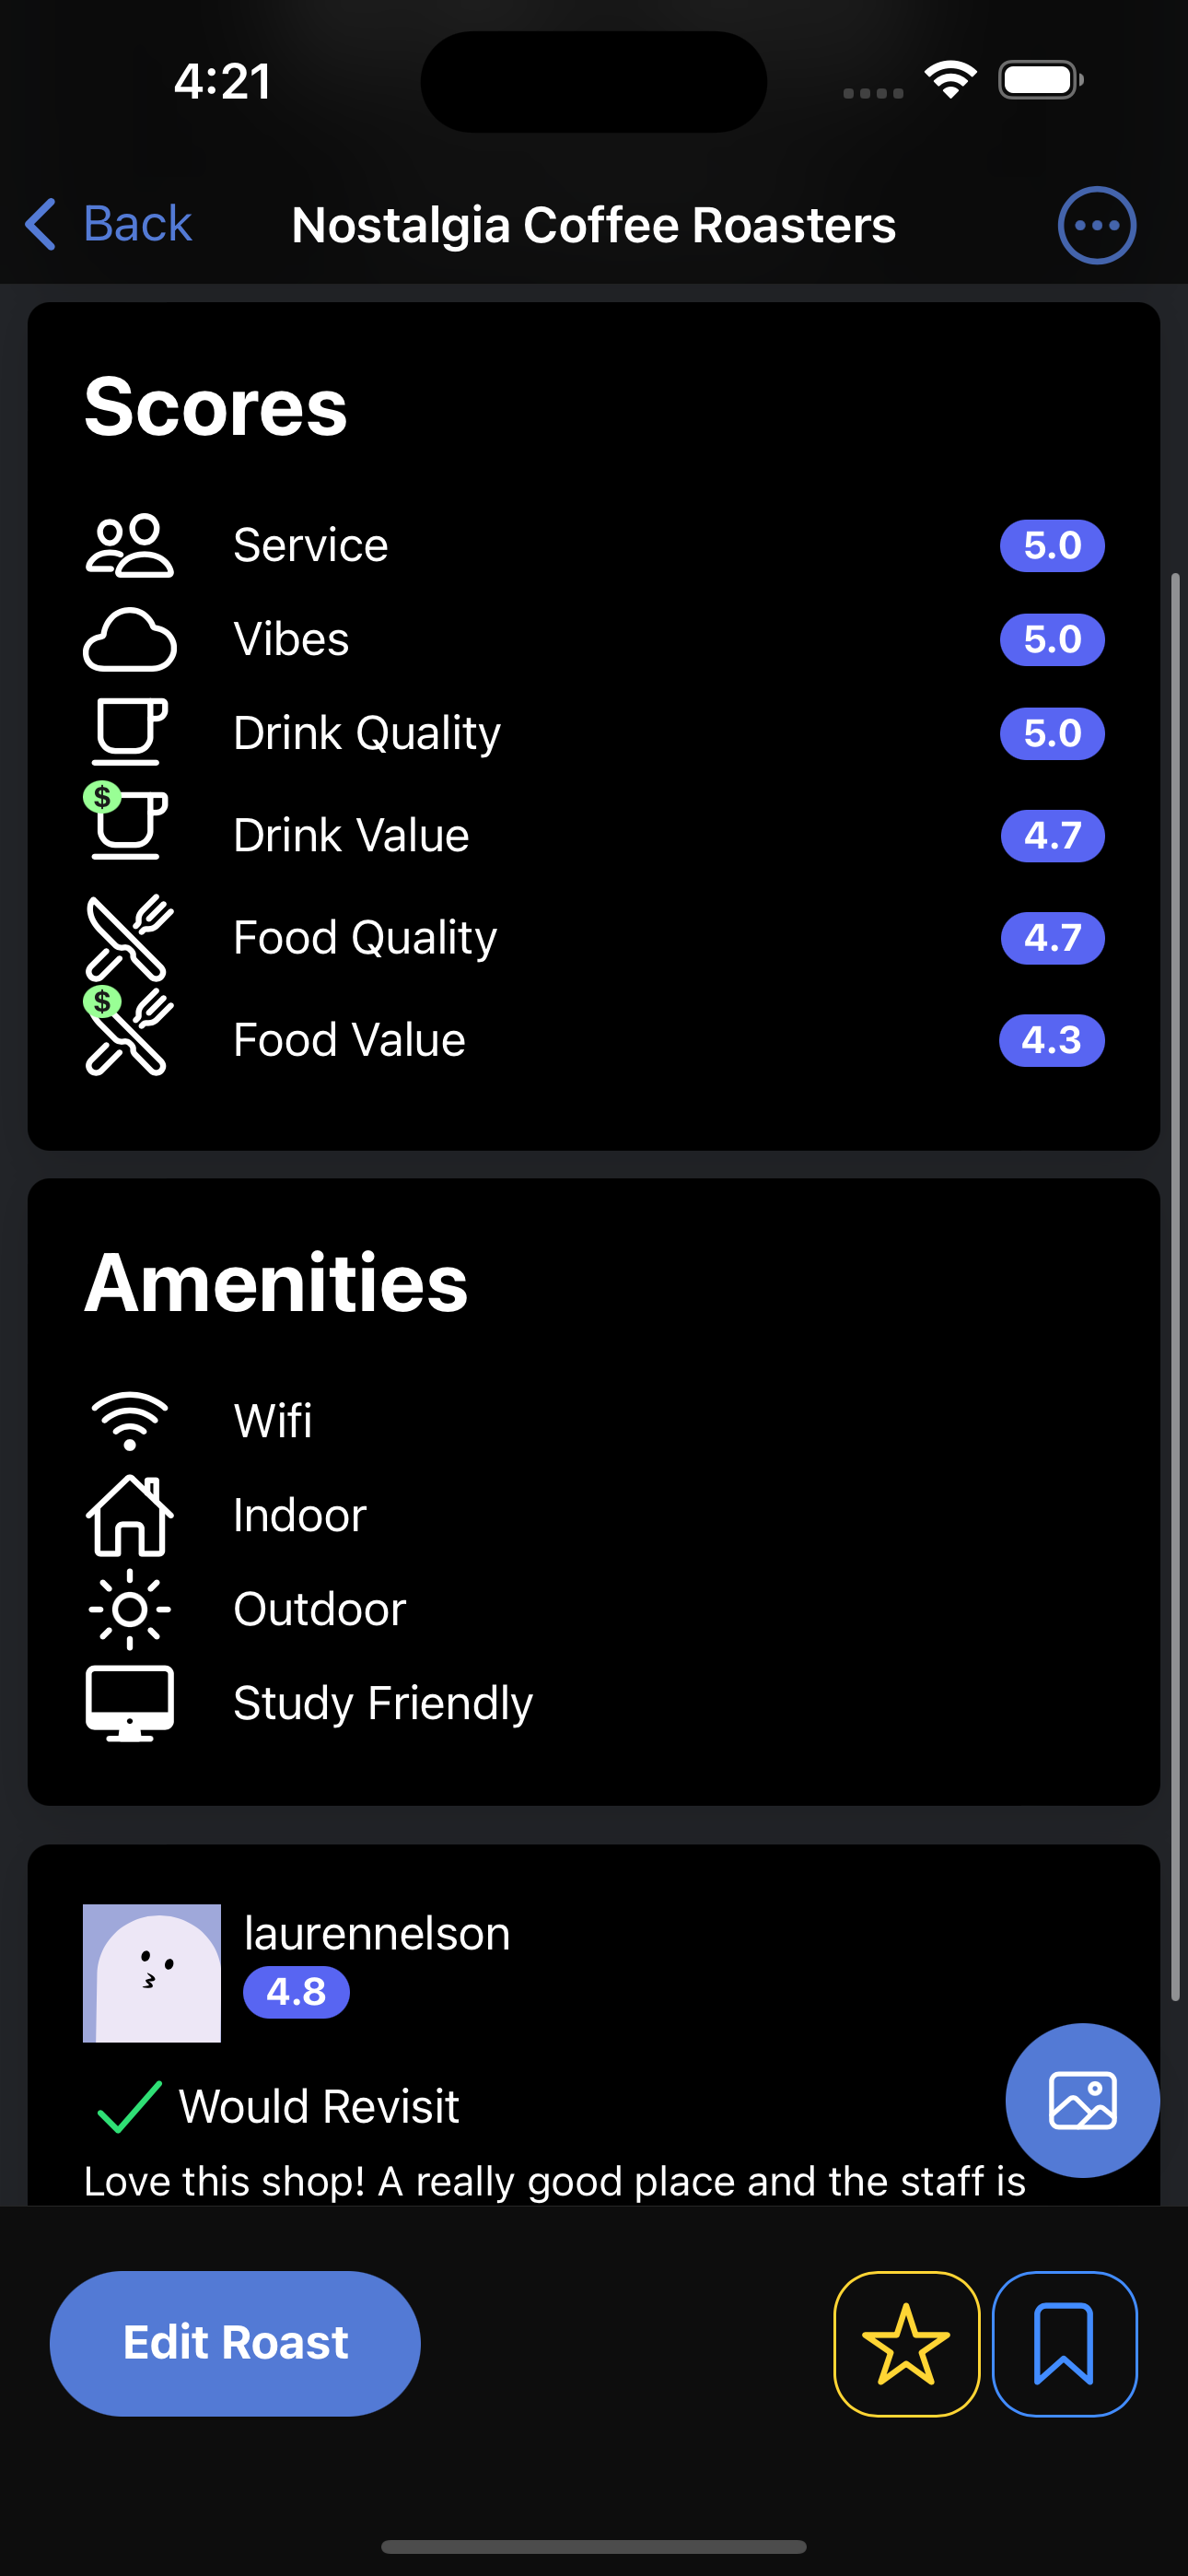 4:21
Back
Nostalgia Coffee Roasters
Scores
Service 5.0
Vibes 5.0
Drink Quality 5.0
$
Drink Value 4.7
Food Quality 4.7
$
Food Value 4.3
Amenities
Wifi
Indoor
Outdoor
Study Friendly
laurennelson
4.8
Would Revisit
Love this shop! A really good place and the staff is
Edit Roast